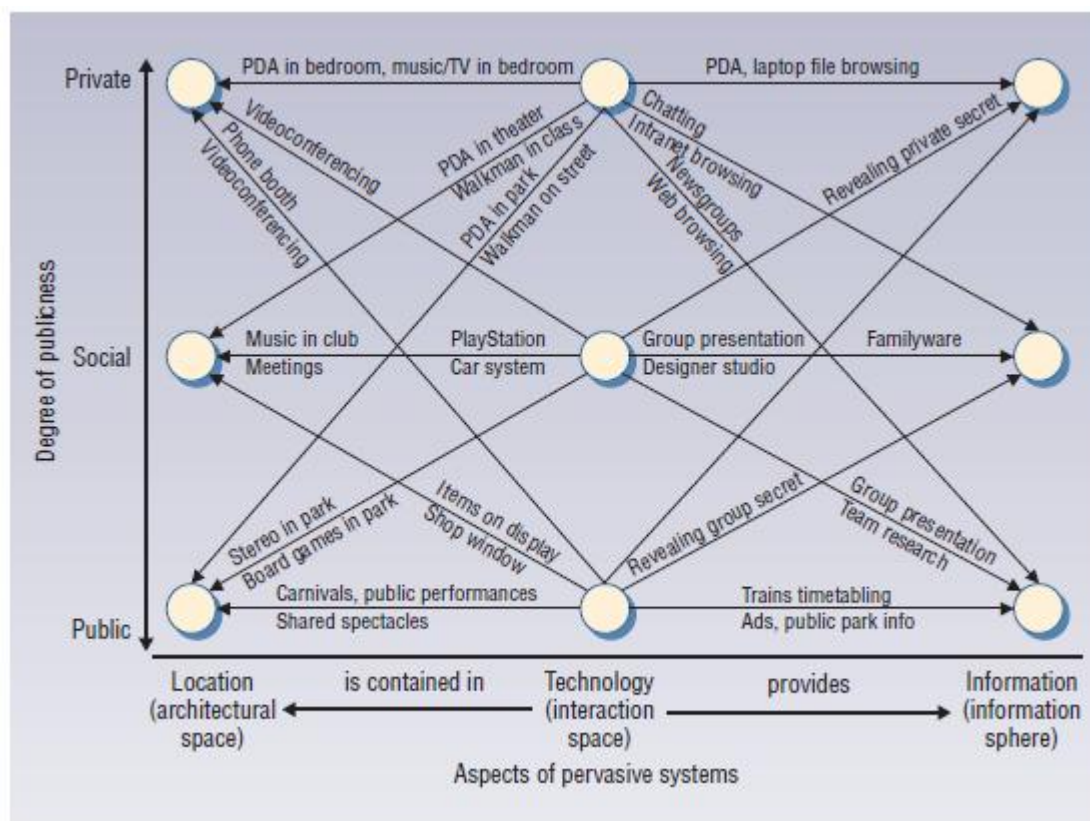 Private
PDA in bedroom, music/TV in bedroom
PDA, laptop file browsing
Videoconferencing
Phone booth
Videoconferencing
PDA in theater
Walkman in class
PDA in park
Walkman on street
Chatting
Intranet browsing
Newsgroups
Web browsing
Revealing private secret
Degree of publicness
Social
Music in club
Meetings
PlayStation
Car system
Group presentation
Designer studio
Familyware
Stereo in park
Board games in park
Items on display
Shop window
Revealing group secret
Group presentation
Team research
Public
Carnivals, public performances
Shared spectacles
Trains timetabling
Ads, public park info
Location
(architectural
space)
is contained in
Technology
(interaction
space)
provides
Information
(information
sphere)
Aspects of pervasive systems